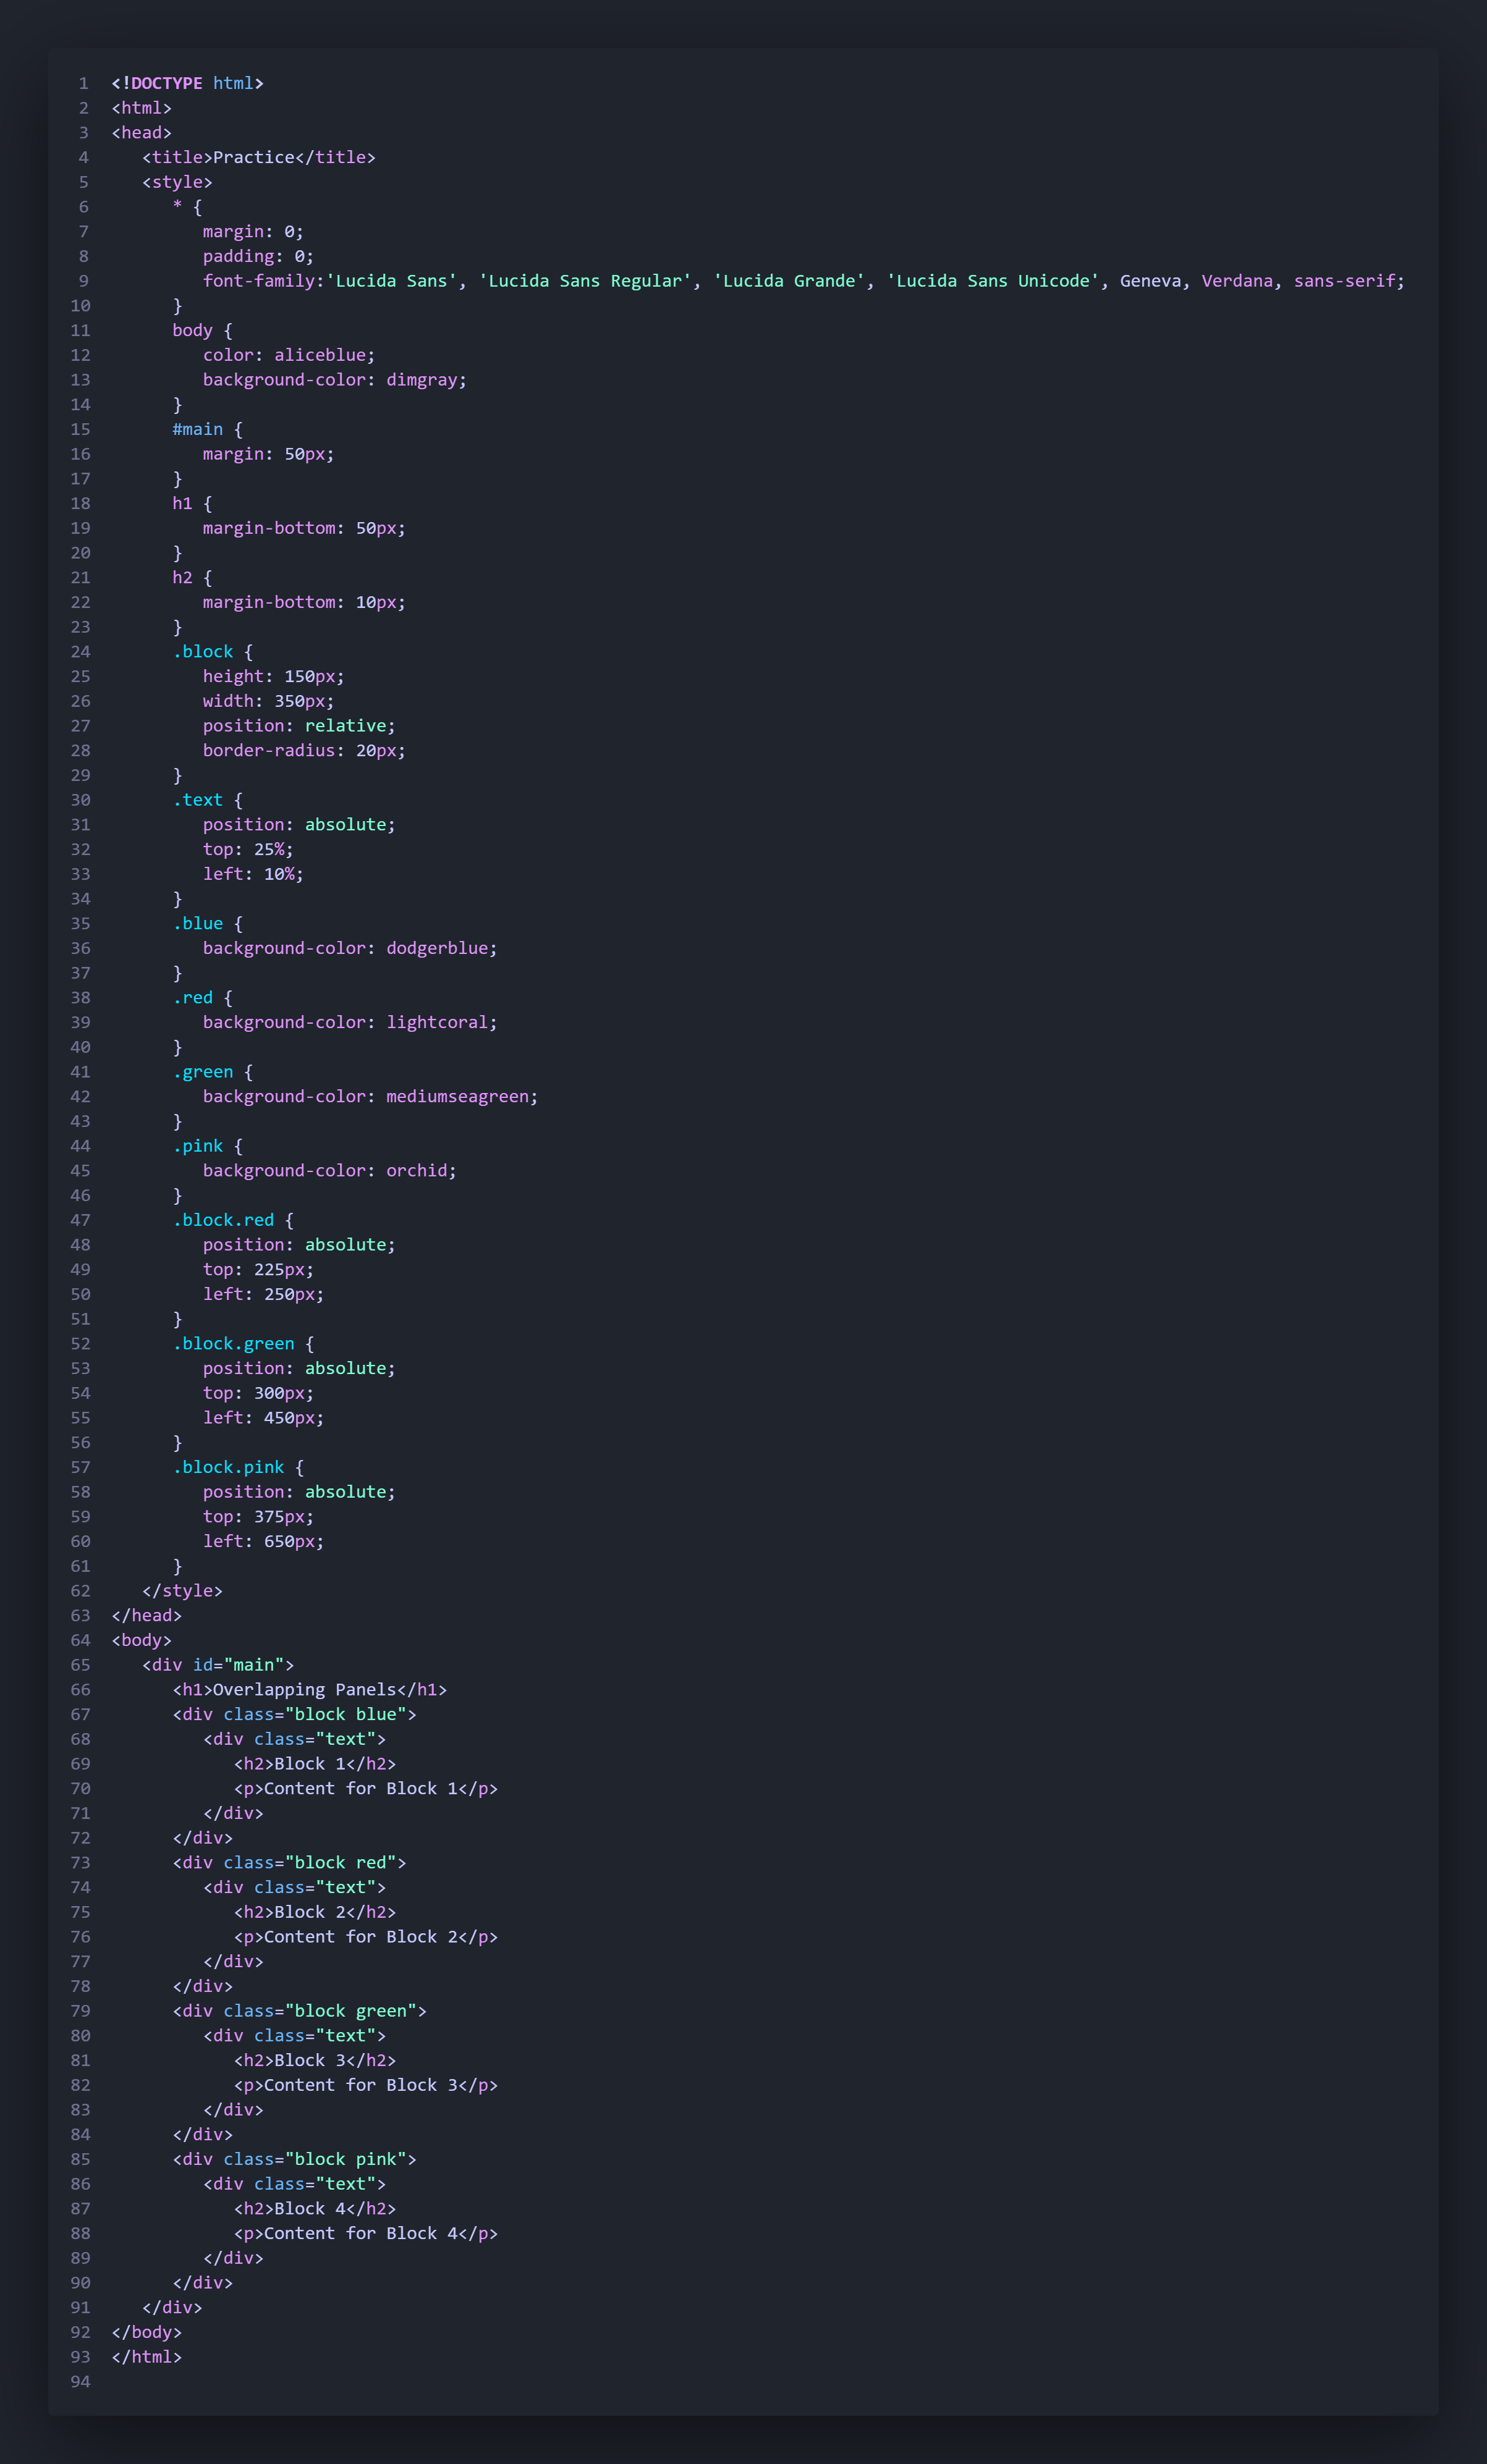 1 <!DOCTYPE html>
2 <html>
3 <head>
4    <title>Practice</title>
5    <style>
6       * {
7          margin: 0;
8          padding: 0;
9          font-family:'Lucida Sans', 'Lucida Sans Regular', 'Lucida Grande', 'Lucida Sans Unicode', Geneva, Verdana, sans-serif;
10       }
11       body {
12          color: aliceblue;
13          background-color: dimgray;
14       }
15       #main {
16          margin: 50px;
17       }
18       h1 {
19          margin-bottom: 50px;
20       }
21       h2 {
22          margin-bottom: 10px;
23       }
24       .block {
25          height: 150px;
26          width: 350px;
27          position: relative;
28          border-radius: 20px;
29       }
30       .text {
31          position: absolute;
32          top: 25%;
33          left: 10%;
34       }
35       .blue {
36          background-color: dodgerblue;
37       }
38       .red {
39          background-color: lightcoral;
40       }
41       .green {
42          background-color: mediumseagreen;
43       }
44       .pink {
45          background-color: orchid;
46       }
47       .block.red {
48          position: absolute;
49          top: 225px;
50          left: 250px;
51       }
52       .block.green {
53          position: absolute;
54          top: 300px;
55          left: 450px;
56       }
57       .block.pink {
58          position: absolute;
59          top: 375px;
60          left: 650px;
61       }
62    </style>
63 </head>
64 <body>
65    <div id="main">
66       <h1>Overlapping Panels</h1>
67       <div class="block blue">
68          <div class="text">
69             <h2>Block 1</h2>
70             <p>Content for Block 1</p>
71          </div>
72       </div>
73       <div class="block red">
74          <div class="text">
75             <h2>Block 2</h2>
76             <p>Content for Block 2</p>
77          </div>
78       </div>
79       <div class="block green">
80          <div class="text">
81             <h2>Block 3</h2>
82             <p>Content for Block 3</p>
83          </div>
84       </div>
85       <div class="block pink">
86          <div class="text">
87             <h2>Block 4</h2>
88             <p>Content for Block 4</p>
89          </div>
90       </div>
91    </div>
92 </body>
93 </html>
94